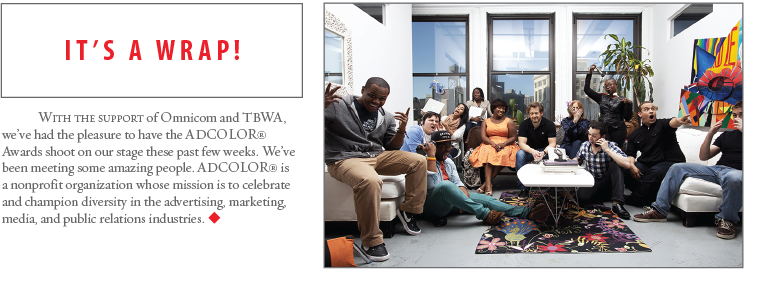 IT'S A WRAP!
WITH THE SUPPORT of Omnicom and TBWA,
we've had the pleasure to have the ADCOLOR®
Awards shoot on our stage these past few weeks. We've
been meeting some amazing people. ADCOLOR® is
a nonprofit organization whose mission is to celebrate
and champion diversity in the advertising, marketing,
media, and public relations industries.